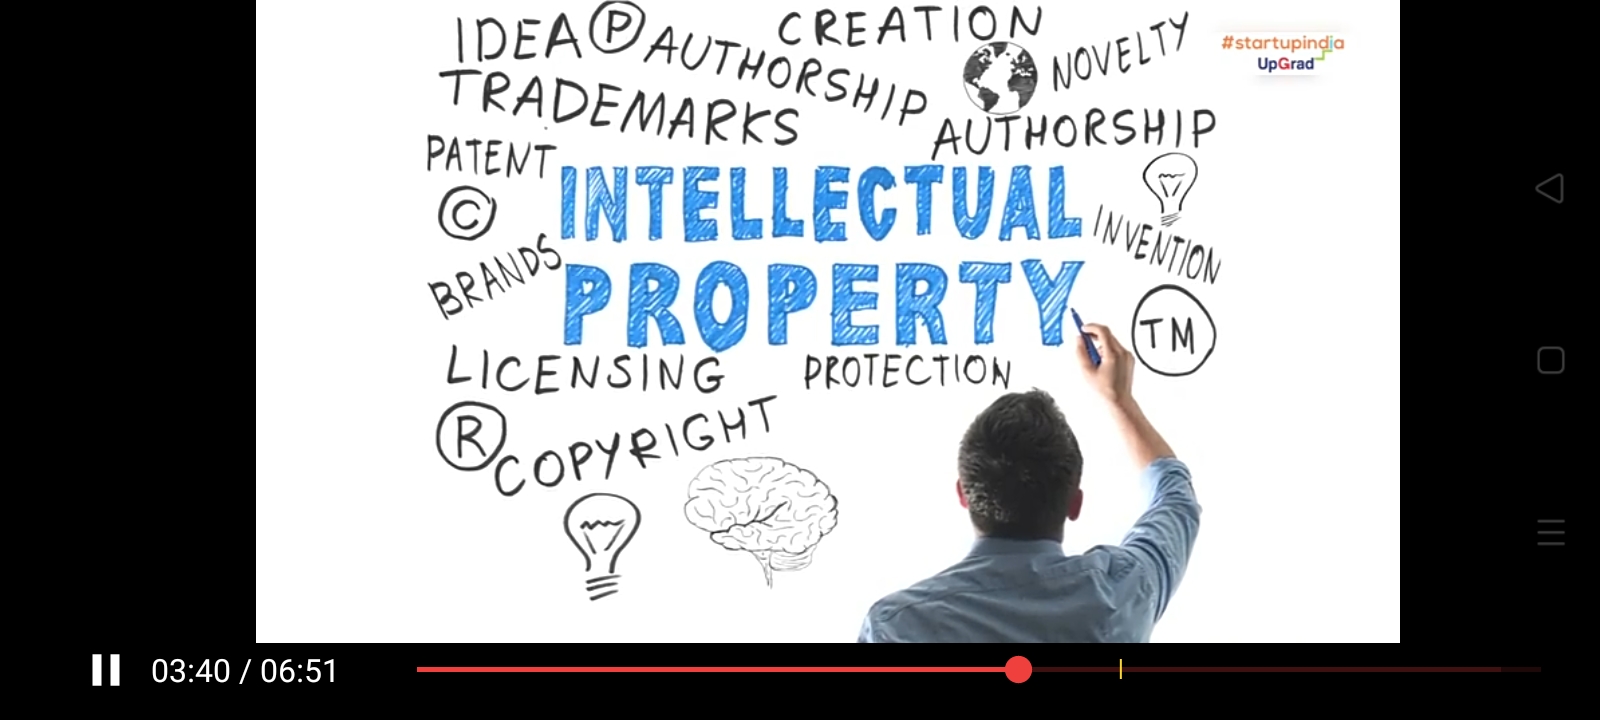 IDEA Ⓟ AUTHORSHIP
CREATION
NOVELTY
#startupindia
UpGrad
TRADEMARKS
AUTHORSHIP
PATENT
©
INTELLECTUAL
PROPERTY
INVENTION
BRANDS
TM
LICENSING
PROTECTION
®
COPYRIGHT
03:40 / 06:51